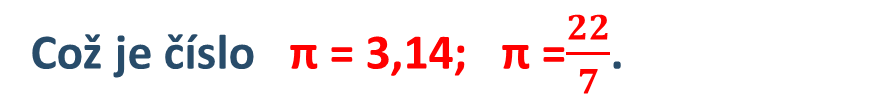 Což je číslo π = 3,14; π = 22/7.